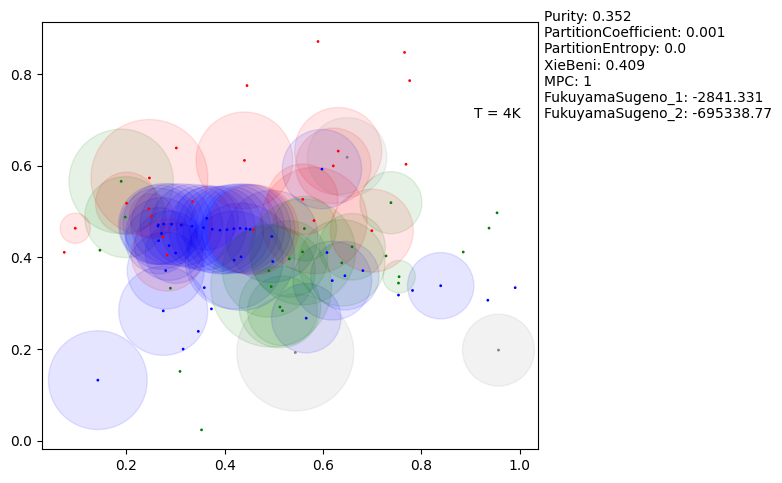 Purity: 0.352
PartitionCoefficient: 0.001
PartitionEntropy: 0.0
XieBeni: 0.409
MPC: 1
FukuyamaSugeno_1: -2841.331
FukuyamaSugeno_2: -695338.77
T = 4K
0.8
0.6
0.4
0.2
0.0
0.2 0.4 0.6 0.8 1.0